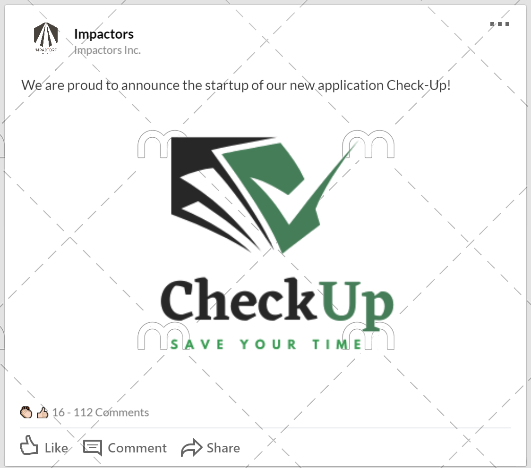 Impactors
Impactors Inc.
We are proud to announce the startup of our new application Check-Up!
CheckUp
SAVE YOUR TIME
16 - 112 Comments
Like Comment Share